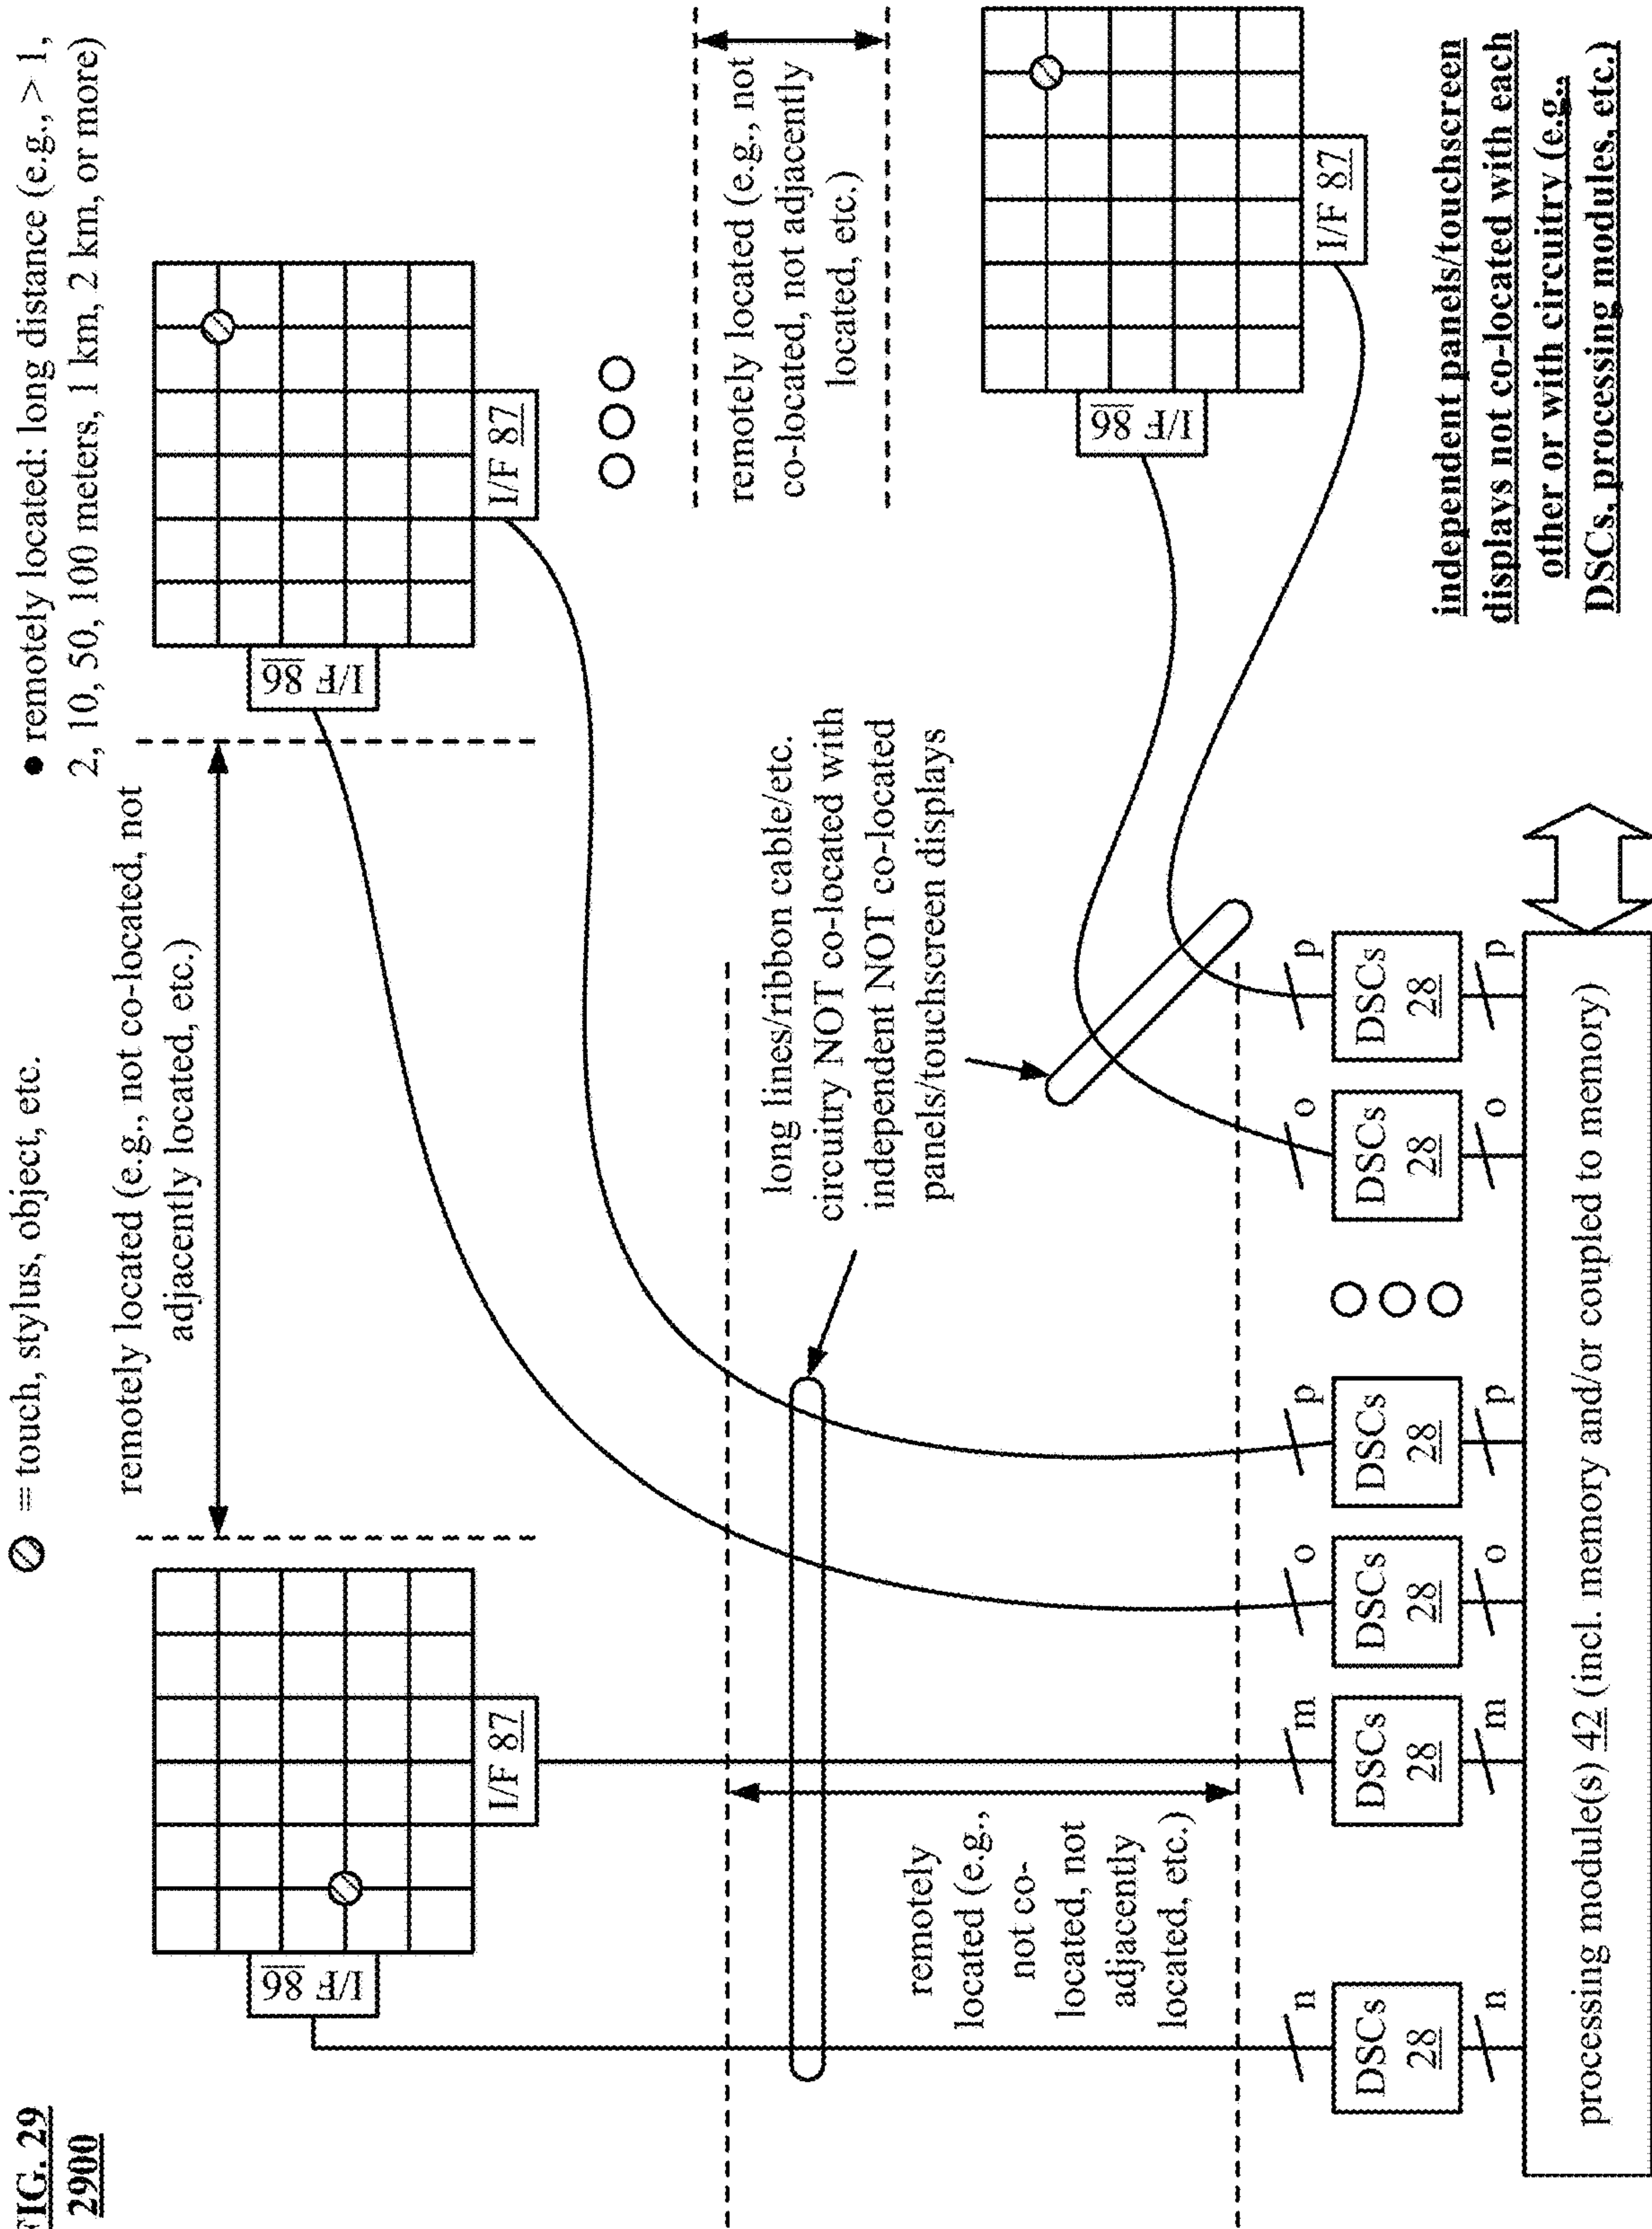 FIG. 29
2900
= touch, stylus, object, etc.
● remotely located: long distance (e.g., > 1,
2, 10, 50, 100 meters, 1 km, 2 km, or more)
remotely located (e.g., not co-located, not
adjacently located, etc.)
I/F 86
I/F 87
I/F 86
I/F 87
remotely located (e.g., not
co-located, not adjacently
located, etc.)
long lines/ribbon cable/etc.
circuitry NOT co-located with
independent NOT co-located
panels/touchscreen displays
I/F 86
I/F 87
remotely
located (e.g.,
not co-
located, not
adjacently
located, etc.)
independent panels/touchscreen
displays not co-located with each
other or with circuitry (e.g.,
DSCs, processing modules, etc.)
n
m
o
p
o
p
DSCs
28
DSCs
28
DSCs
28
DSCs
28
DSCs
28
DSCs
28
n
m
o
p
o
p
processing module(s) 42 (incl. memory and/or coupled to memory)